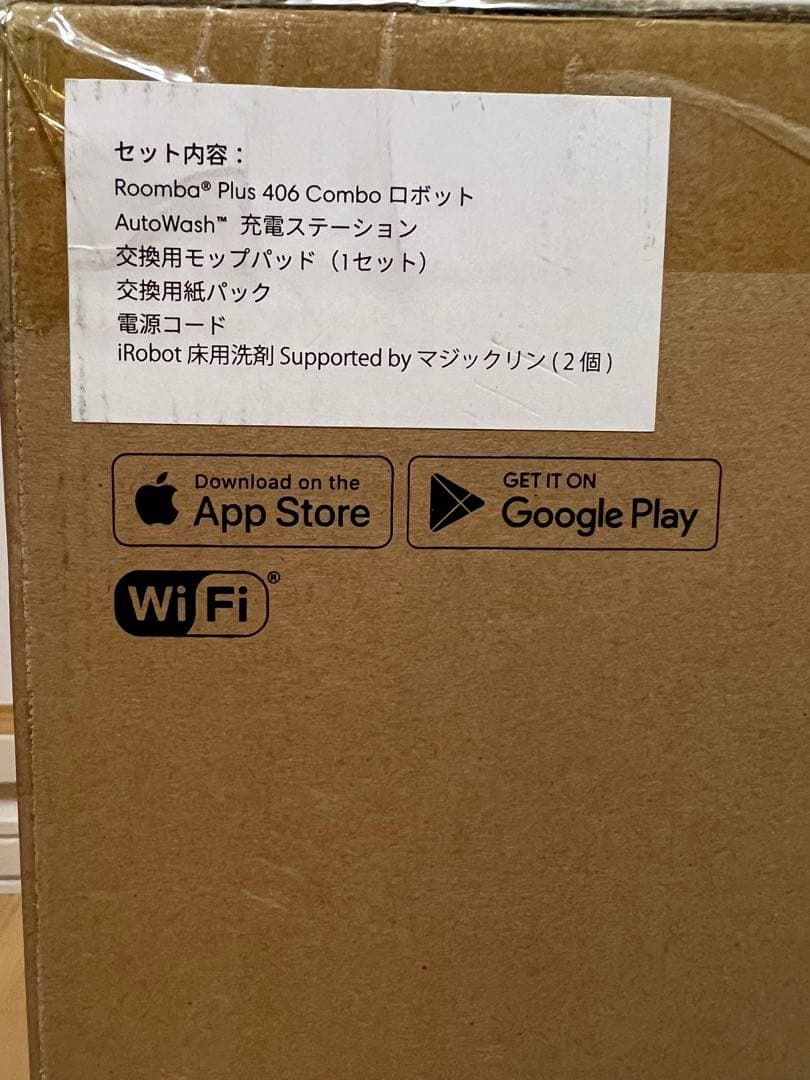 セット内容：
Roomba® Plus 406 Combo ロボット
AutoWash™ 充電ステーション
交換用モップパッド（1セット）
交換用紙パック
電源コード
iRobot 床用洗剤 Supported by マジックリン ( 2 個 )
Download on the
App Store
GET IT ON
Google Play
Wi Fi®